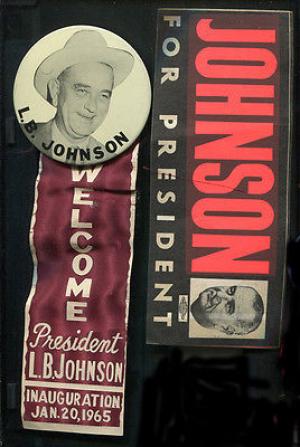 L.B. JOHNSON
WELCOME
President
L.B. JOHNSON
INAUGURATION
JAN. 20, 1965
JOHNSON
FOR PRESIDENT